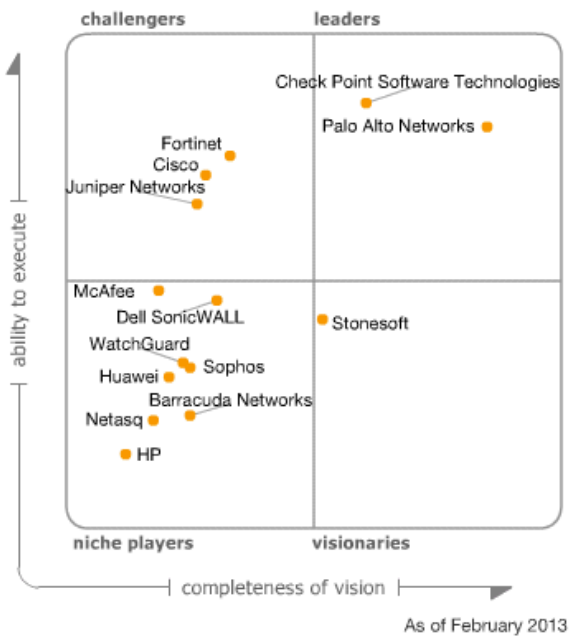 challengers
leaders
Check Point Software Technologies
Palo Alto Networks
Fortinet
Cisco
Juniper Networks
ability to execute
McAfee
Dell SonicWALL
Stonesoft
WatchGuard
Sophos
Huawei
Barracuda Networks
Netasq
HP
niche players
visionaries
completeness of vision
As of February 2013